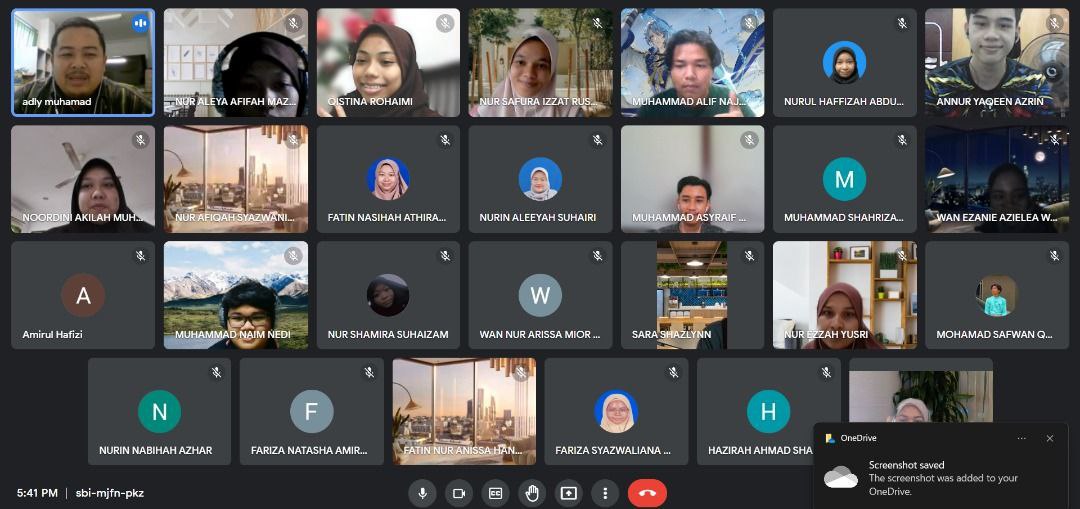 adly muhamad
NUR ALEYA AFIFAH MAZ...
QISTINA ROHAIMI
NUR SAFURA IZZAT RUS...
MUHAMMAD ALIF NAJ...
NURUL HAFFIZAH ABDU...
ANNUR YAQEEN AZRIN
NOORDINI AKILAH MUH...
NUR AFIQAH SYAZWANI...
FATIN NASIHAH ATHIRA...
NURIN ALEEYAH SUHAIRI
MUHAMMAD ASYRAIF ...
M
MUHAMMAD SHAHRIZA...
WAN EZANIE AZIELEA W...
A
Amirul Hafizi
MUHAMMAD NAIM NEDI
NUR SHAMIRA SUHAIZAM
W
WAN NUR ARISSA MIOR ...
SARA SHAZLYNN
NUR EZZAH YUSRI
MOHAMAD SAFWAN Q...
N
NURIN NABIHAH AZHAR
F
FARIZA NATASHA AMIR...
FATIN NUR ANISSA HAN...
FARIZA SYAZWALIANA ...
H
HAZIRAH AHMAD SHA
OneDrive
Screenshot saved
The screenshot was added to your
OneDrive.
5:41 PM | sbi-mjfn-pkz
CC